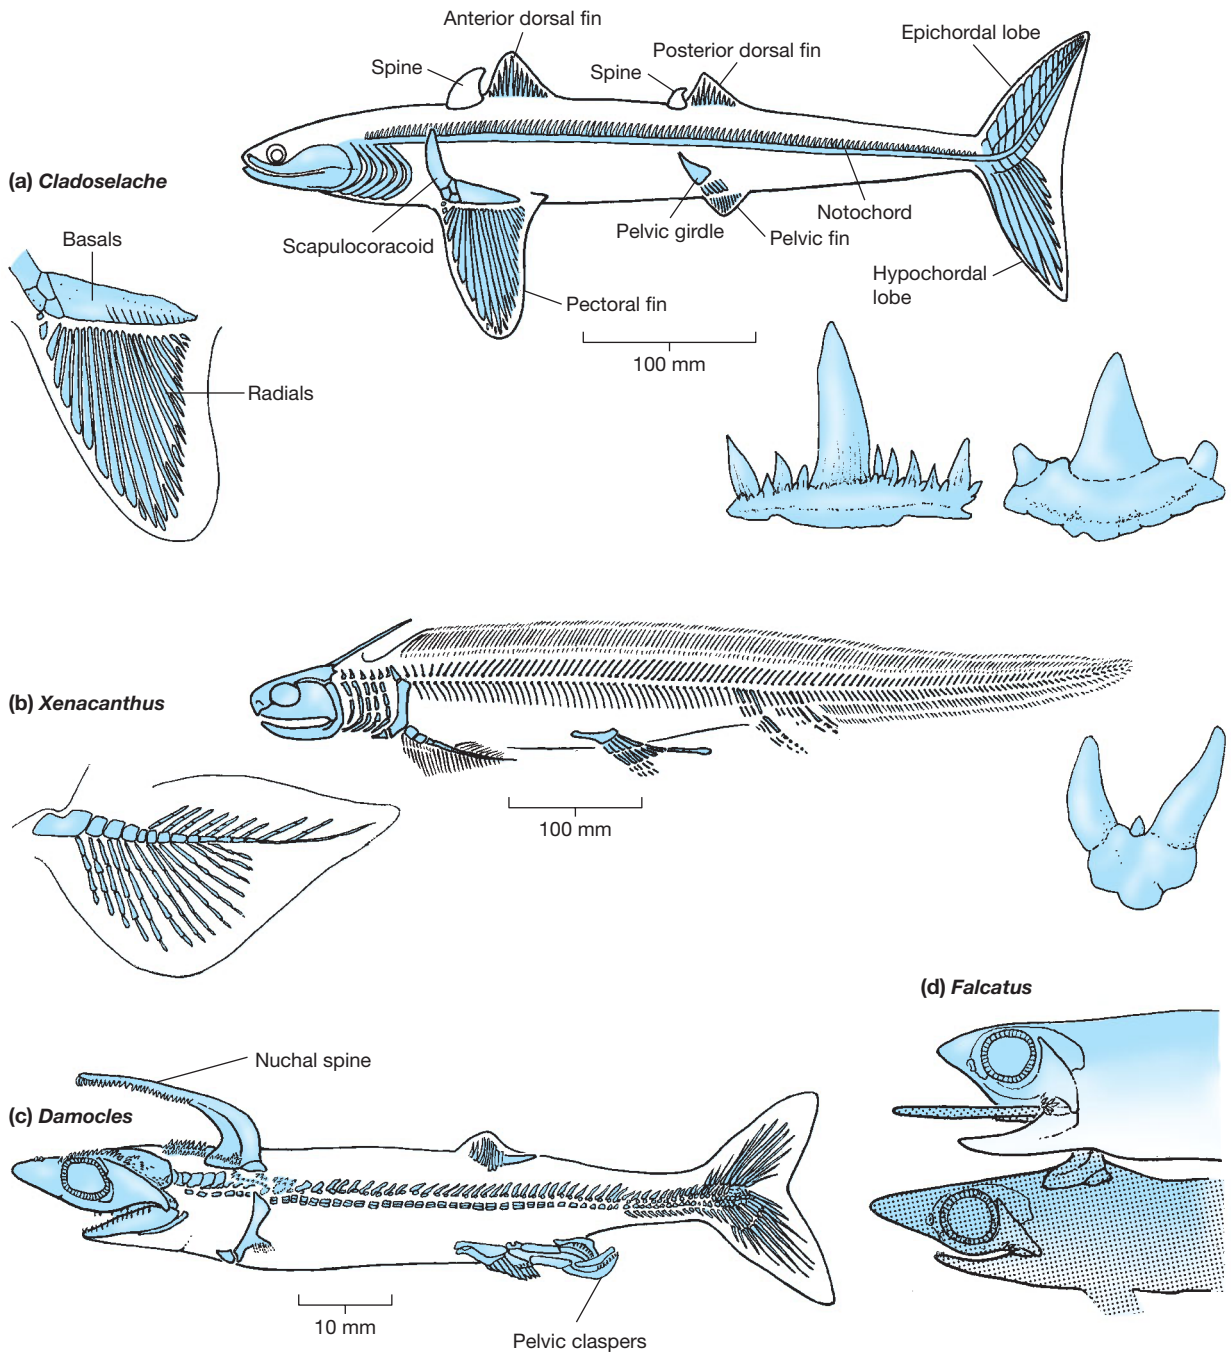 Anterior dorsal fin
Spine
Spine
Posterior dorsal fin
Epichordal lobe
(a) Cladoselache
Basals
Scapulocoracoid
Pelvic girdle
Notochord
Pelvic fin
Hypochordal
lobe
Pectoral fin
100 mm
Radials
(b) Xenacanthus
100 mm
(d) Falcatus
Nuchal spine
(c) Damocles
10 mm
Pelvic claspers